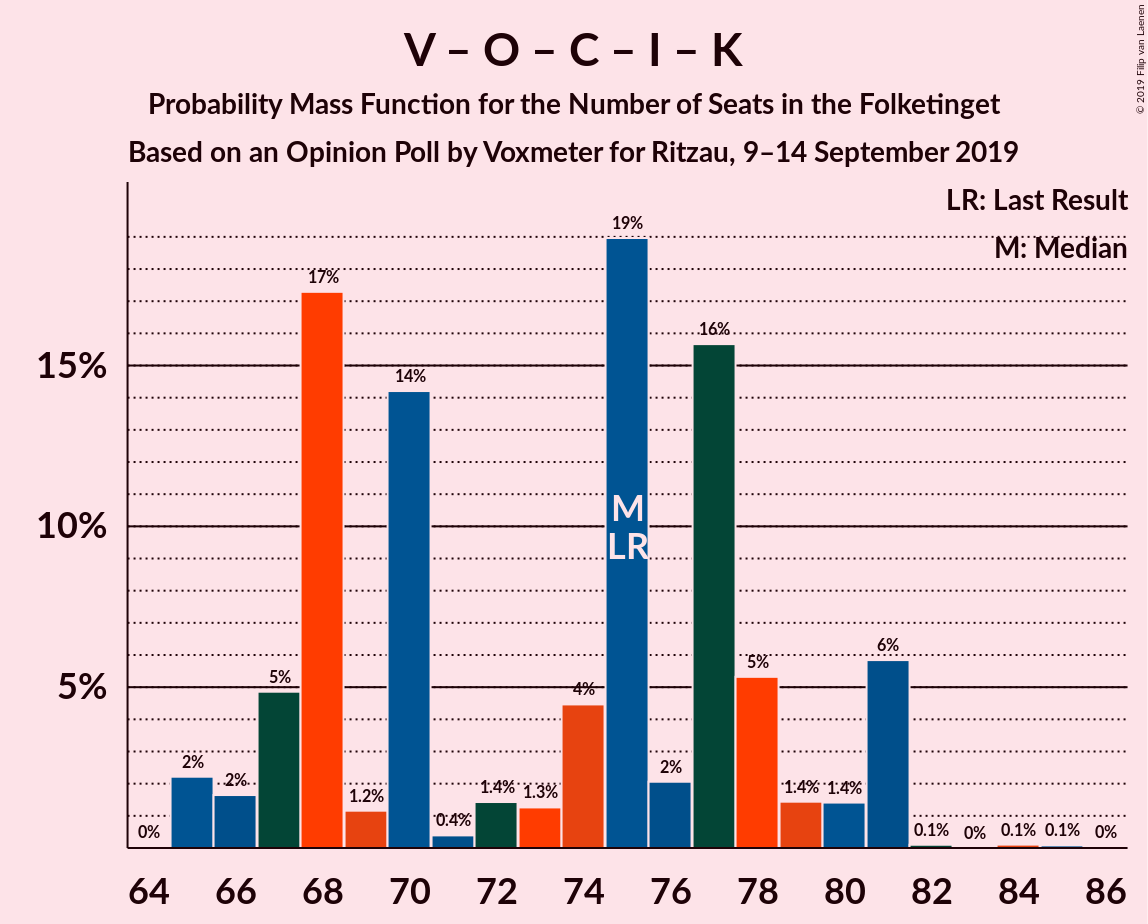 V – O – C – I – K
Probability Mass Function for the Number of Seats in the Folketinget
Based on an Opinion Poll by Voxmeter for Ritzau, 9–14 September 2019
© 2019 Filip van Laenen
LR: Last Result
M: Median
15%
10%
5%
0%
2%
2%
5%
17%
1.2%
14%
0.4%
1.4%
1.3%
4%
19%
2%
16%
5%
1.4%
1.4%
6%
0.1%
0%
0.1%
0.1%
0%
M
LR
64 66 68 70 72 74 76 78 80 82 84 86